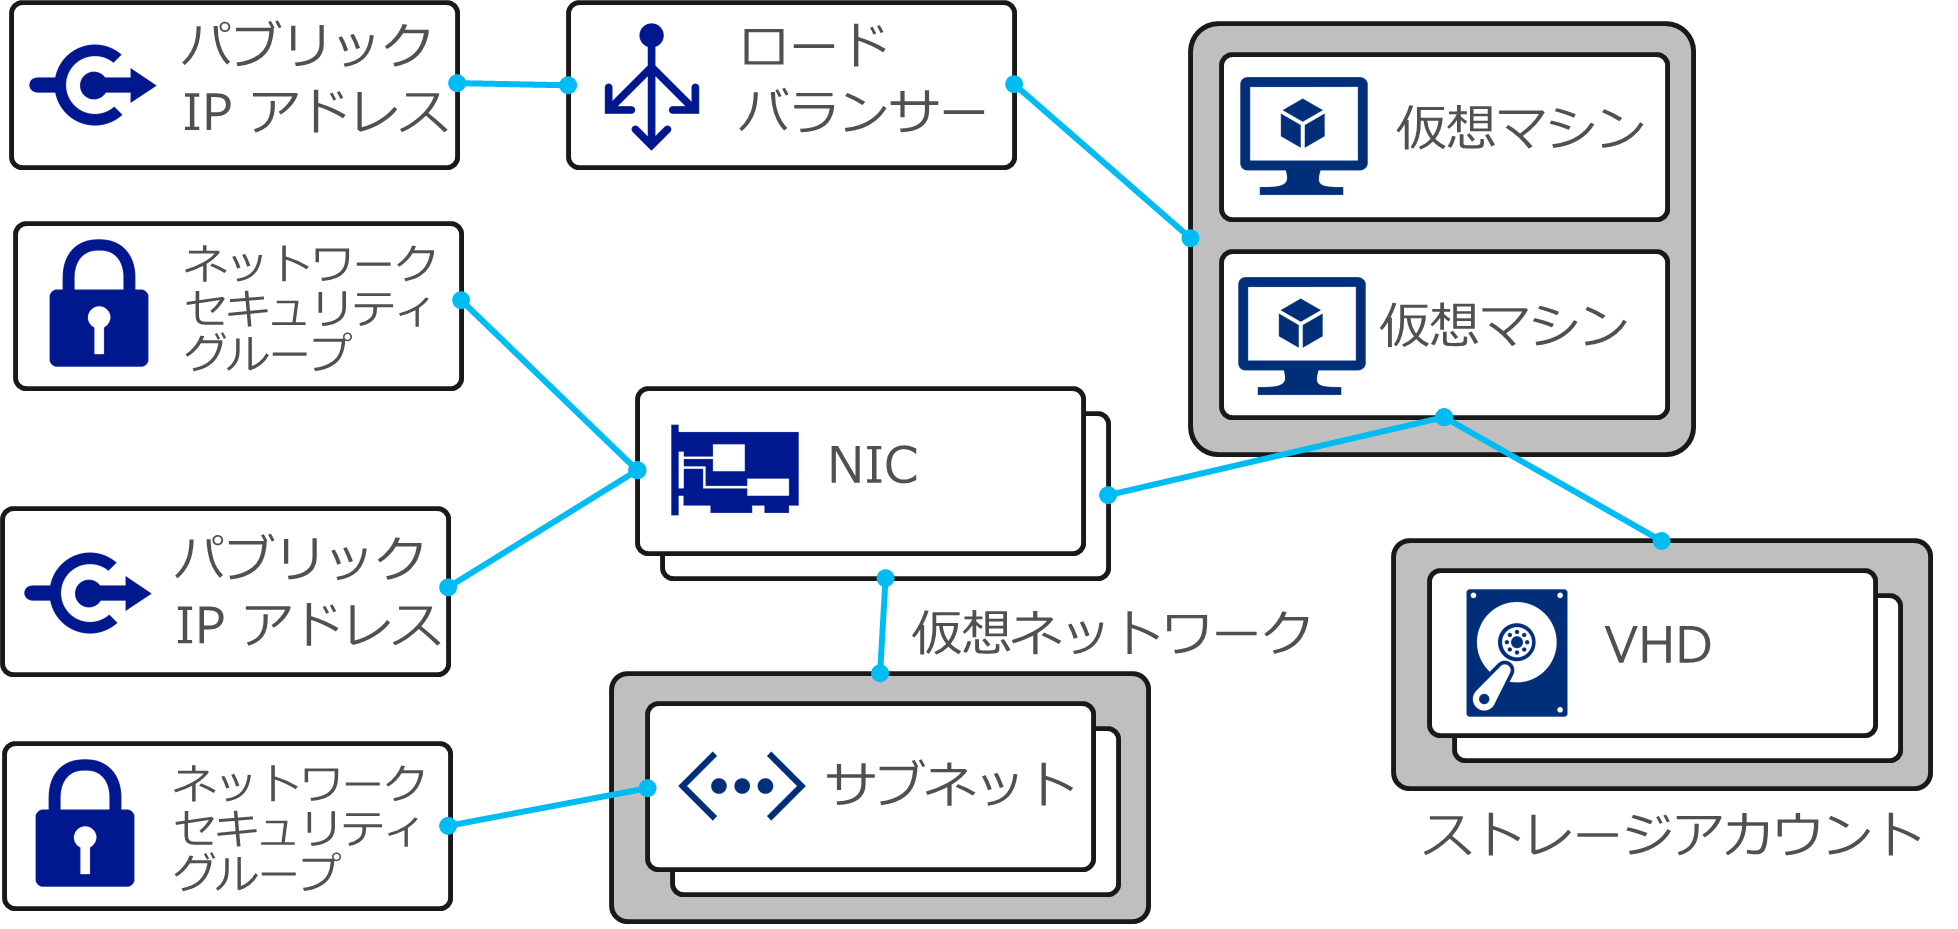 パブリック
IP アドレス
ロード
バランサー
仮想マシン
ネットワーク
セキュリティ
グループ
仮想マシン
NIC
パブリック
IP アドレス
仮想ネットワーク
VHD
ネットワーク
セキュリティ
グループ
サブネット
ストレージアカウント